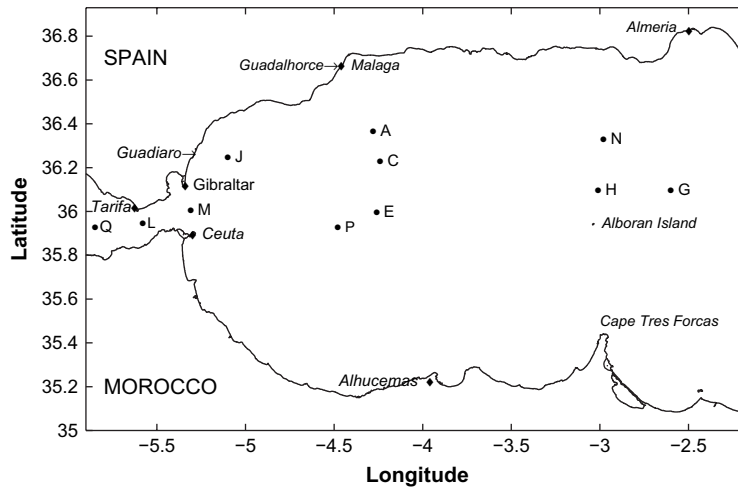 36.8
36.6
36.4
36.2
36
35.8
35.6
35.4
35.2
35
Latitude
SPAIN
Almeria
Guadalhorce→ Malaga
A
N
Guadiaro
J
C
Gibraltar
H
G
Tarifa
M
E
L
Q
P
Alboran Island
Ceuta
Cape Tres Forcas
Alhucemas
MOROCCO
−5.5
−5
−4.5
−4
−3.5
−3
−2.5
Longitude